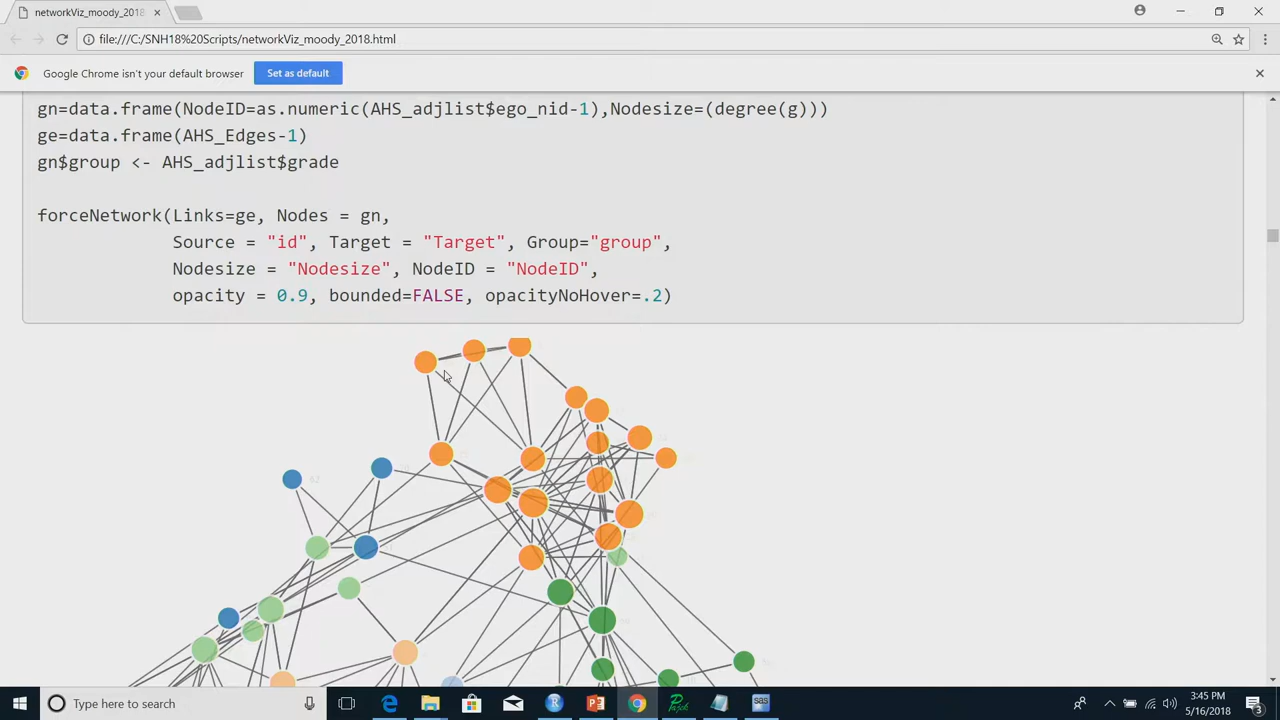 networkViz_moody_2018
file:///C:/SNH18%20Scripts/networkViz_moody_2018.html
Google Chrome isn't your default browser
Set as default
gn=data.frame(NodeID=as.numeric(AHS_adjlist$ego_nid-1),Nodesize=(degree(g)))
ge=data.frame(AHS_Edges-1)
gn$group <- AHS_adjlist$grade
forceNetwork(Links=ge, Nodes = gn,
Source = "id", Target = "Target", Group="group",
Nodesize = "Nodesize", NodeID = "NodeID",
opacity = 0.9, bounded=FALSE, opacityNoHover=.2)
Type here to search
Pajek
sas
3:45 PM
5/16/2018
3